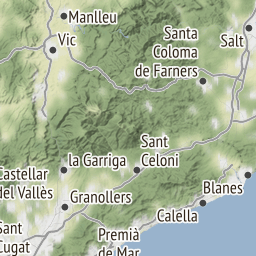 Manlleu
Vic
Santa
Coloma
de Farners
Salt
Sant
Celoni
la Garriga
Castellar
del Vallès
Granollers
Blanes
Calella
Sant
Cugat
Premià
de Mar